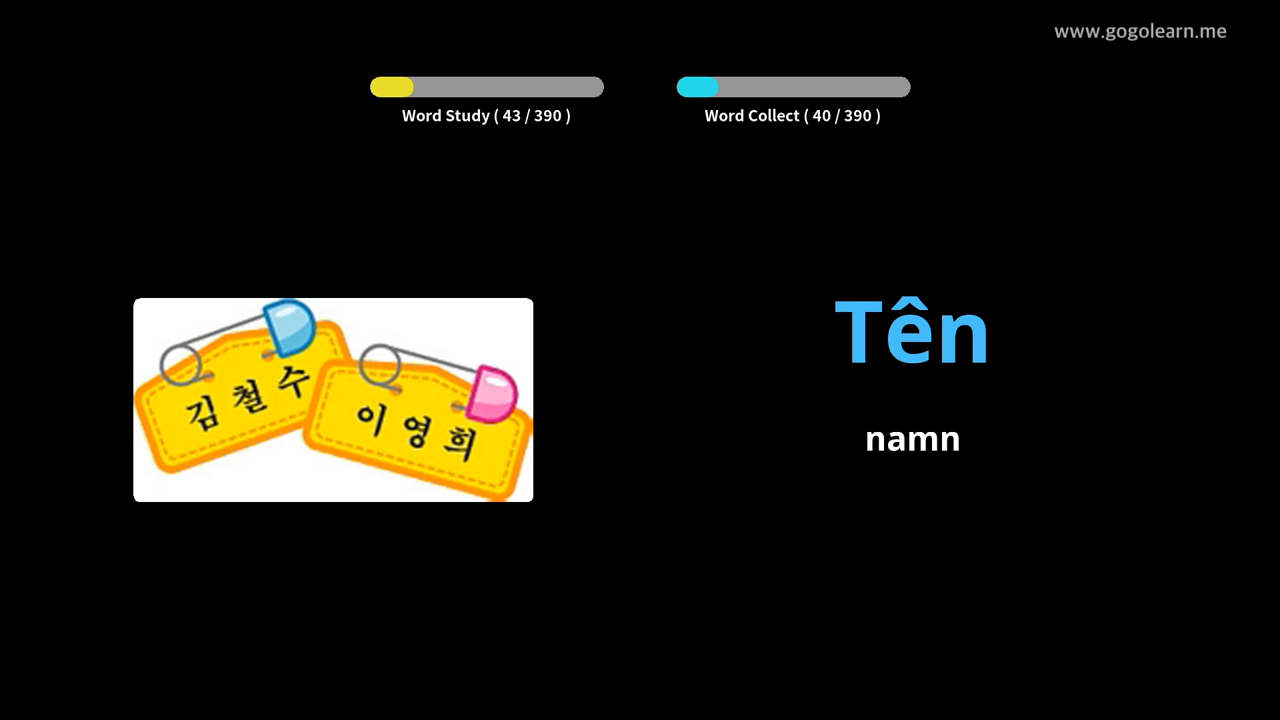 www.gogolearn.me
Word Study ( 43 / 390 )
Word Collect ( 40 / 390 )
김철수
이영희
Tên
namn